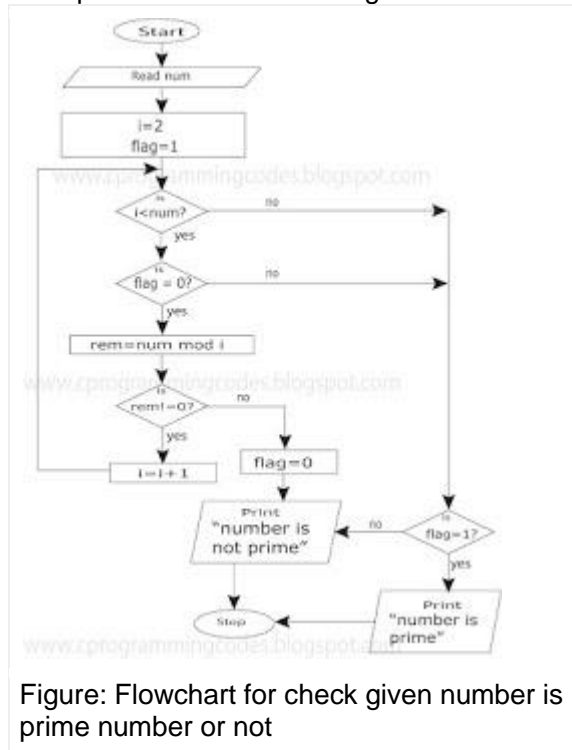 Start
Read num
i=2
flag=1
www.cprogrammingcodes.blogspot.com
is
i<num?
no
yes
is
flag = 0?
no
yes
rem=num mod i
www.cprogrammingcodes.blogspot.com
is
rem!=0?
no
yes
i=i+1
flag=0
Print
"number is
not prime"
no
is
flag=1?
yes
Print
"number is
prime"
Stop
www.cprogrammingcodes.blogspot.com
Figure: Flowchart for check given number is
prime number or not